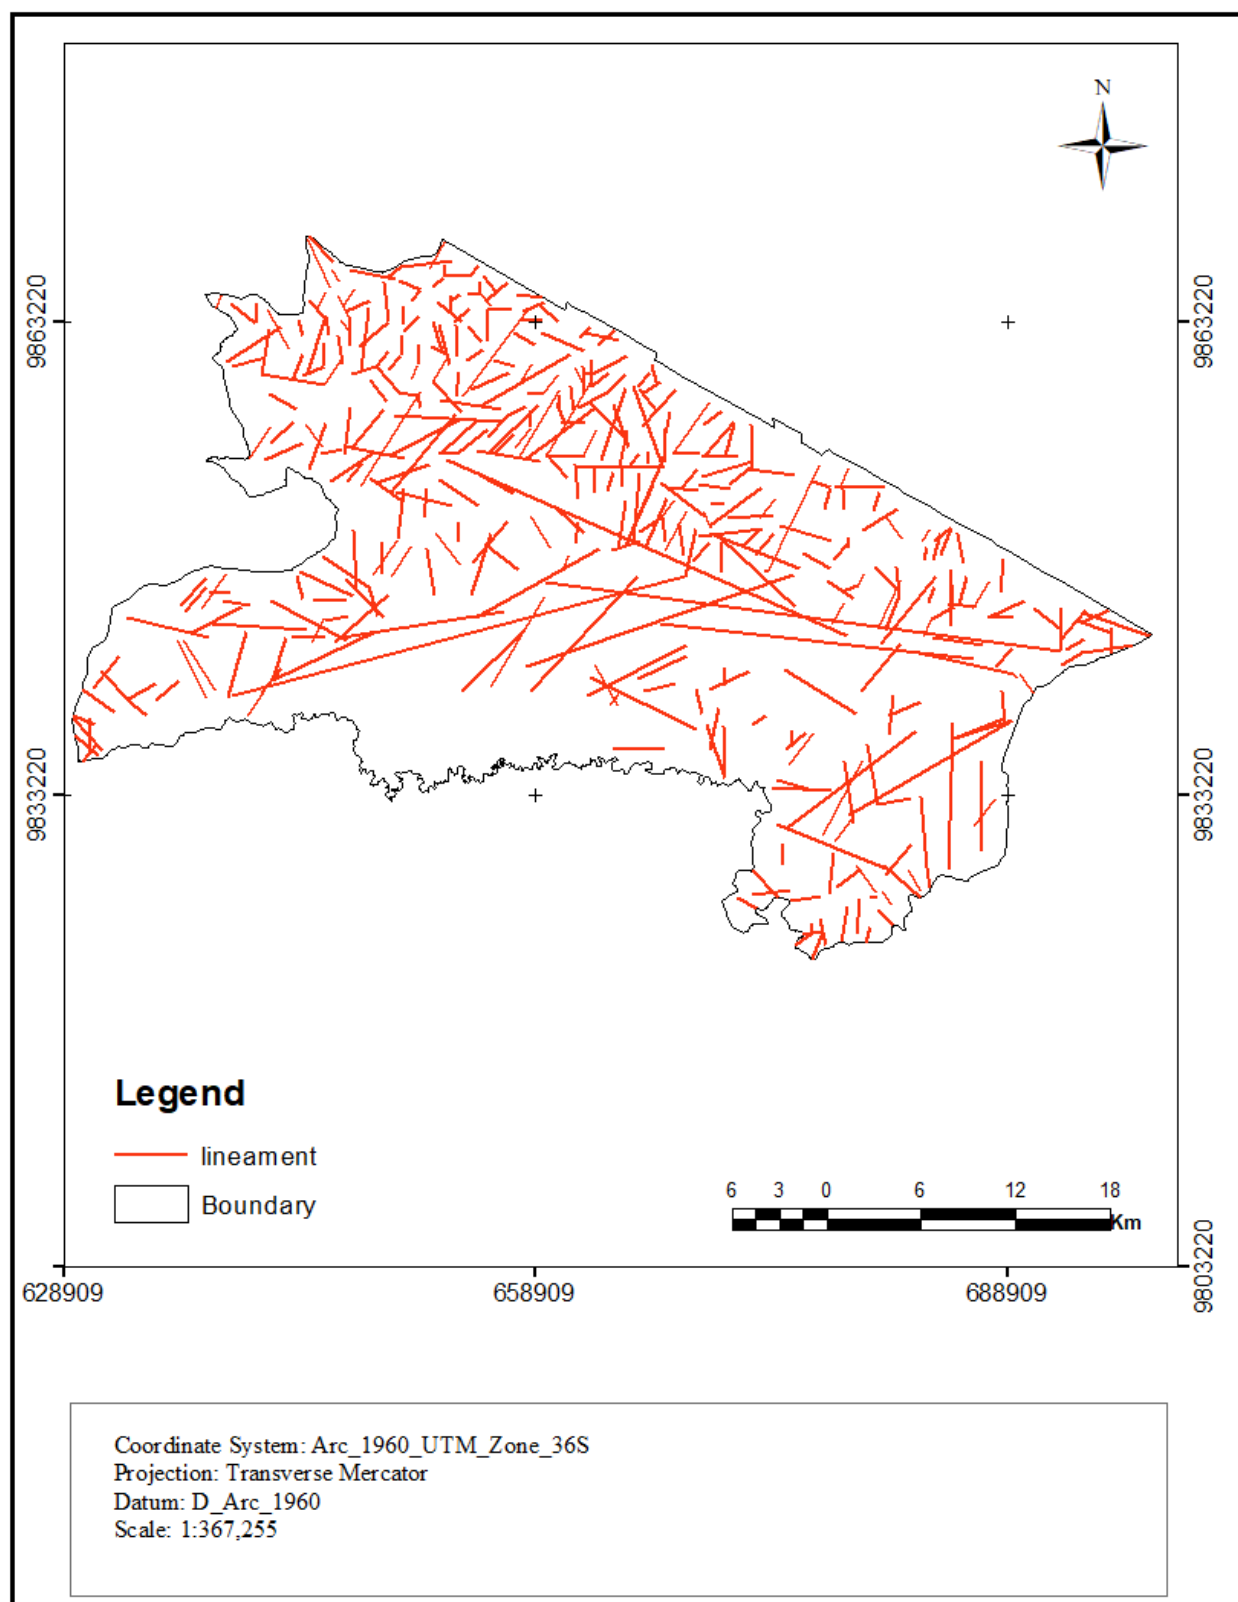 N
9863220
9863220
9833220
9833220
Legend
lineament
Boundary
6 3 0 6 12 18
Km
9803220
628909
658909
688909
Coordinate System: Arc_1960_UTM_Zone_36S
Projection: Transverse Mercator
Datum: D_Arc_1960
Scale: 1:367,255